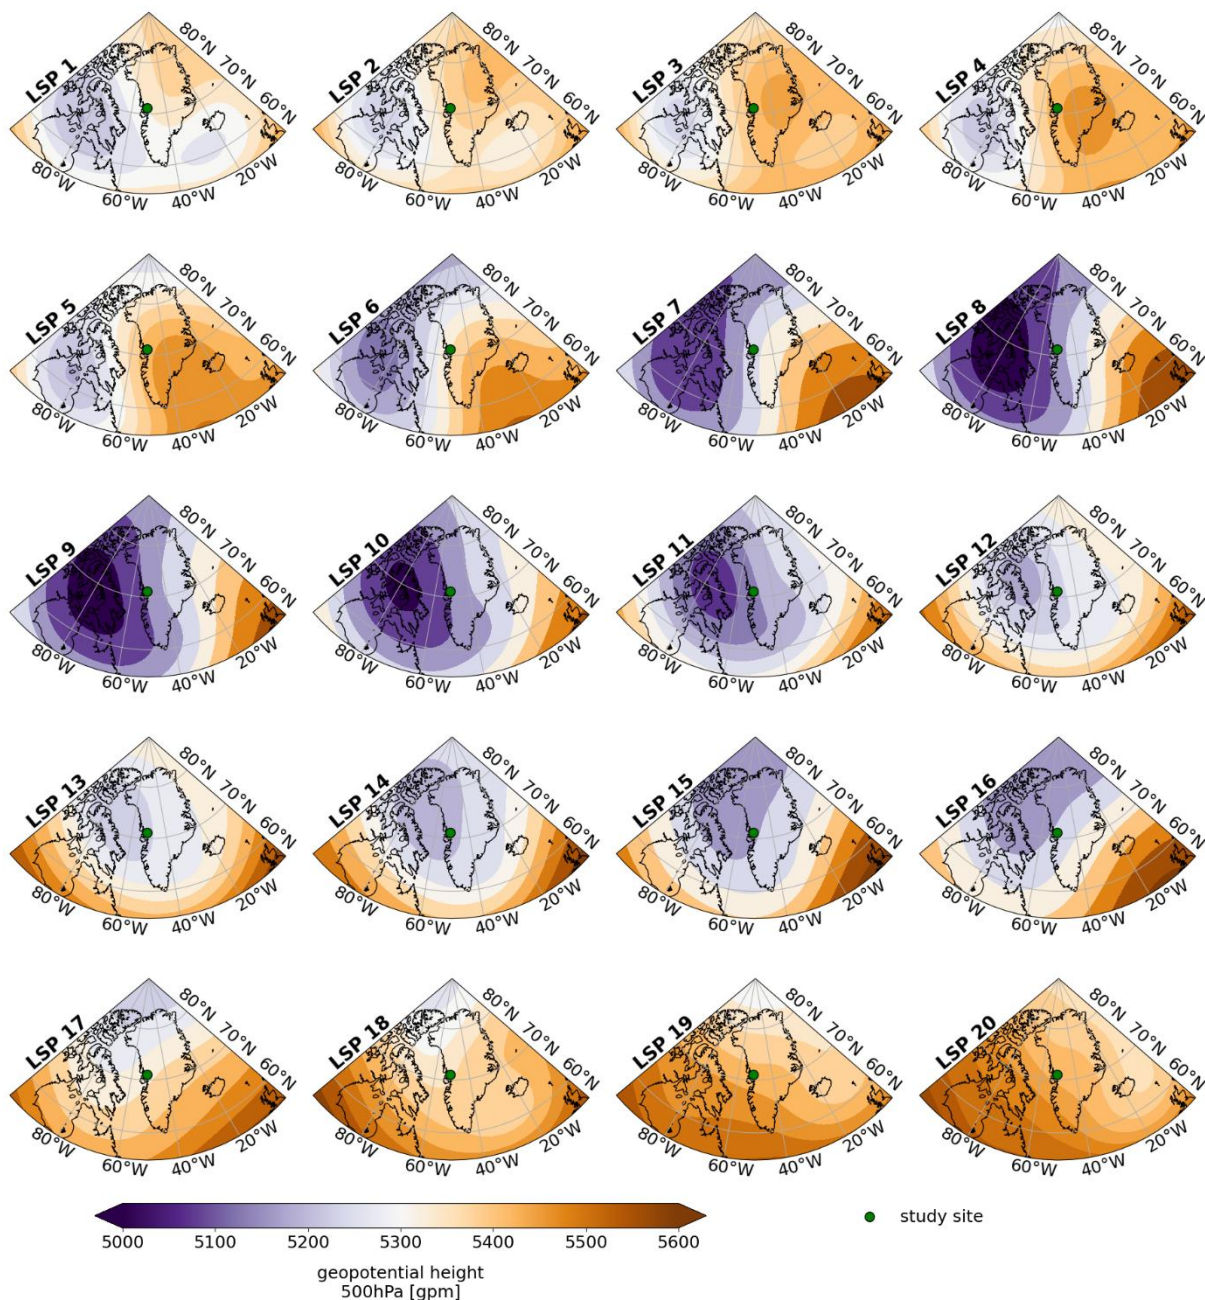 LSP 1
80°N
70°N
60°N
80°W
60°W
40°W
20°W
LSP 2
80°N
70°N
60°N
80°W
60°W
40°W
20°W
LSP 3
80°N
70°N
60°N
80°W
60°W
40°W
20°W
LSP 4
80°N
70°N
60°N
80°W
60°W
40°W
20°W
LSP 5
80°N
70°N
60°N
80°W
60°W
40°W
20°W
LSP 6
80°N
70°N
60°N
80°W
60°W
40°W
20°W
LSP 7
80°N
70°N
60°N
80°W
60°W
40°W
20°W
LSP 8
80°N
70°N
60°N
80°W
60°W
40°W
20°W
LSP 9
80°N
70°N
60°N
80°W
60°W
40°W
20°W
LSP 10
80°N
70°N
60°N
80°W
60°W
40°W
20°W
LSP 11
80°N
70°N
60°N
80°W
60°W
40°W
20°W
LSP 12
80°N
70°N
60°N
80°W
60°W
40°W
20°W
LSP 13
80°N
70°N
60°N
80°W
60°W
40°W
20°W
LSP 14
80°N
70°N
60°N
80°W
60°W
40°W
20°W
LSP 15
80°N
70°N
60°N
80°W
60°W
40°W
20°W
LSP 16
80°N
70°N
60°N
80°W
60°W
40°W
20°W
LSP 17
80°N
70°N
60°N
80°W
60°W
40°W
20°W
LSP 18
80°N
70°N
60°N
80°W
60°W
40°W
20°W
LSP 19
80°N
70°N
60°N
80°W
60°W
40°W
20°W
LSP 20
80°N
70°N
60°N
80°W
60°W
40°W
20°W
5000 5100 5200 5300 5400 5500 5600
geopotential height
500hPa [gpm]
study site